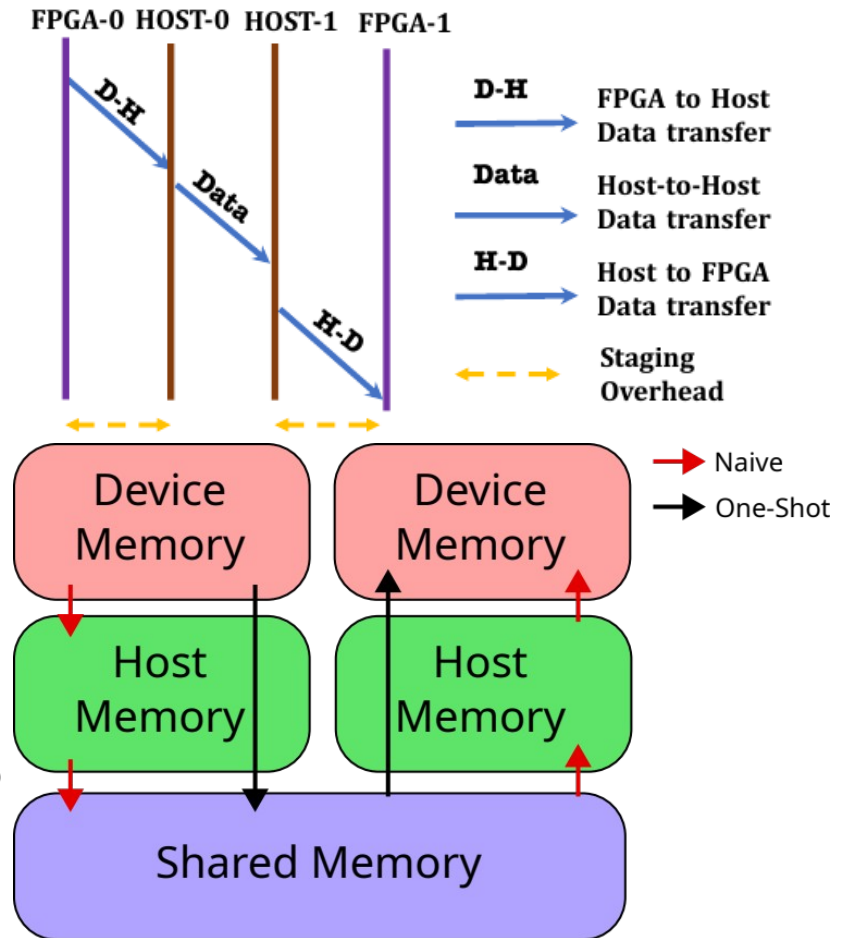 FPGA-0 HOST-0 HOST-1 FPGA-1
D-H
Data
H-D
D-H
FPGA to Host
Data transfer
Data
Host-to-Host
Data transfer
H-D
Host to FPGA
Data transfer
Staging
Overhead
Device
Memory
Device
Memory
Naive
One-Shot
Host
Memory
Host
Memory
Shared Memory